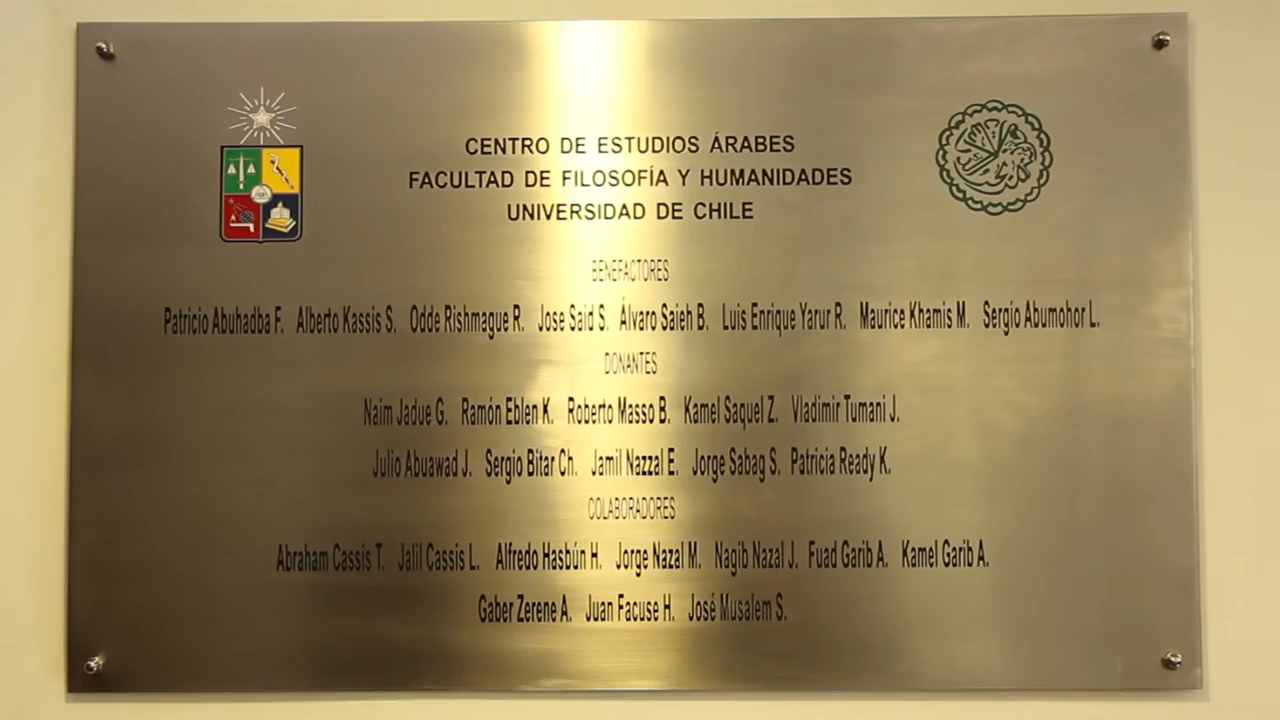 CENTRO DE ESTUDIOS ÁRABES
FACULTAD DE FILOSOFÍA Y HUMANIDADES
UNIVERSIDAD DE CHILE
BENEFACTORES
Patricio Abuhadba F. Alberto Kassis S. Odde Rishmague R. Jose Said S. Álvaro Saieh B. Luis Enrique Yarur R. Maurice Khamis M. Sergio Abumohor L.
DONANTES
Naim Jadue G. Ramón Eblen K. Roberto Masso B. Kamel Saquel Z. Vladimir Tumani J.
Julio Abuawad J. Sergio Bitar Ch. Jamil Nazzal E. Jorge Sabag S. Patricia Ready K.
COLABORADORES
Abraham Cassis T. Jalil Cassis L. Alfredo Hasbún H. Jorge Nazal M. Nagib Nazal J. Fuad Garib A. Kamel Garib A.
Gaber Zerene A. Juan Facuse H. José Musalem S.